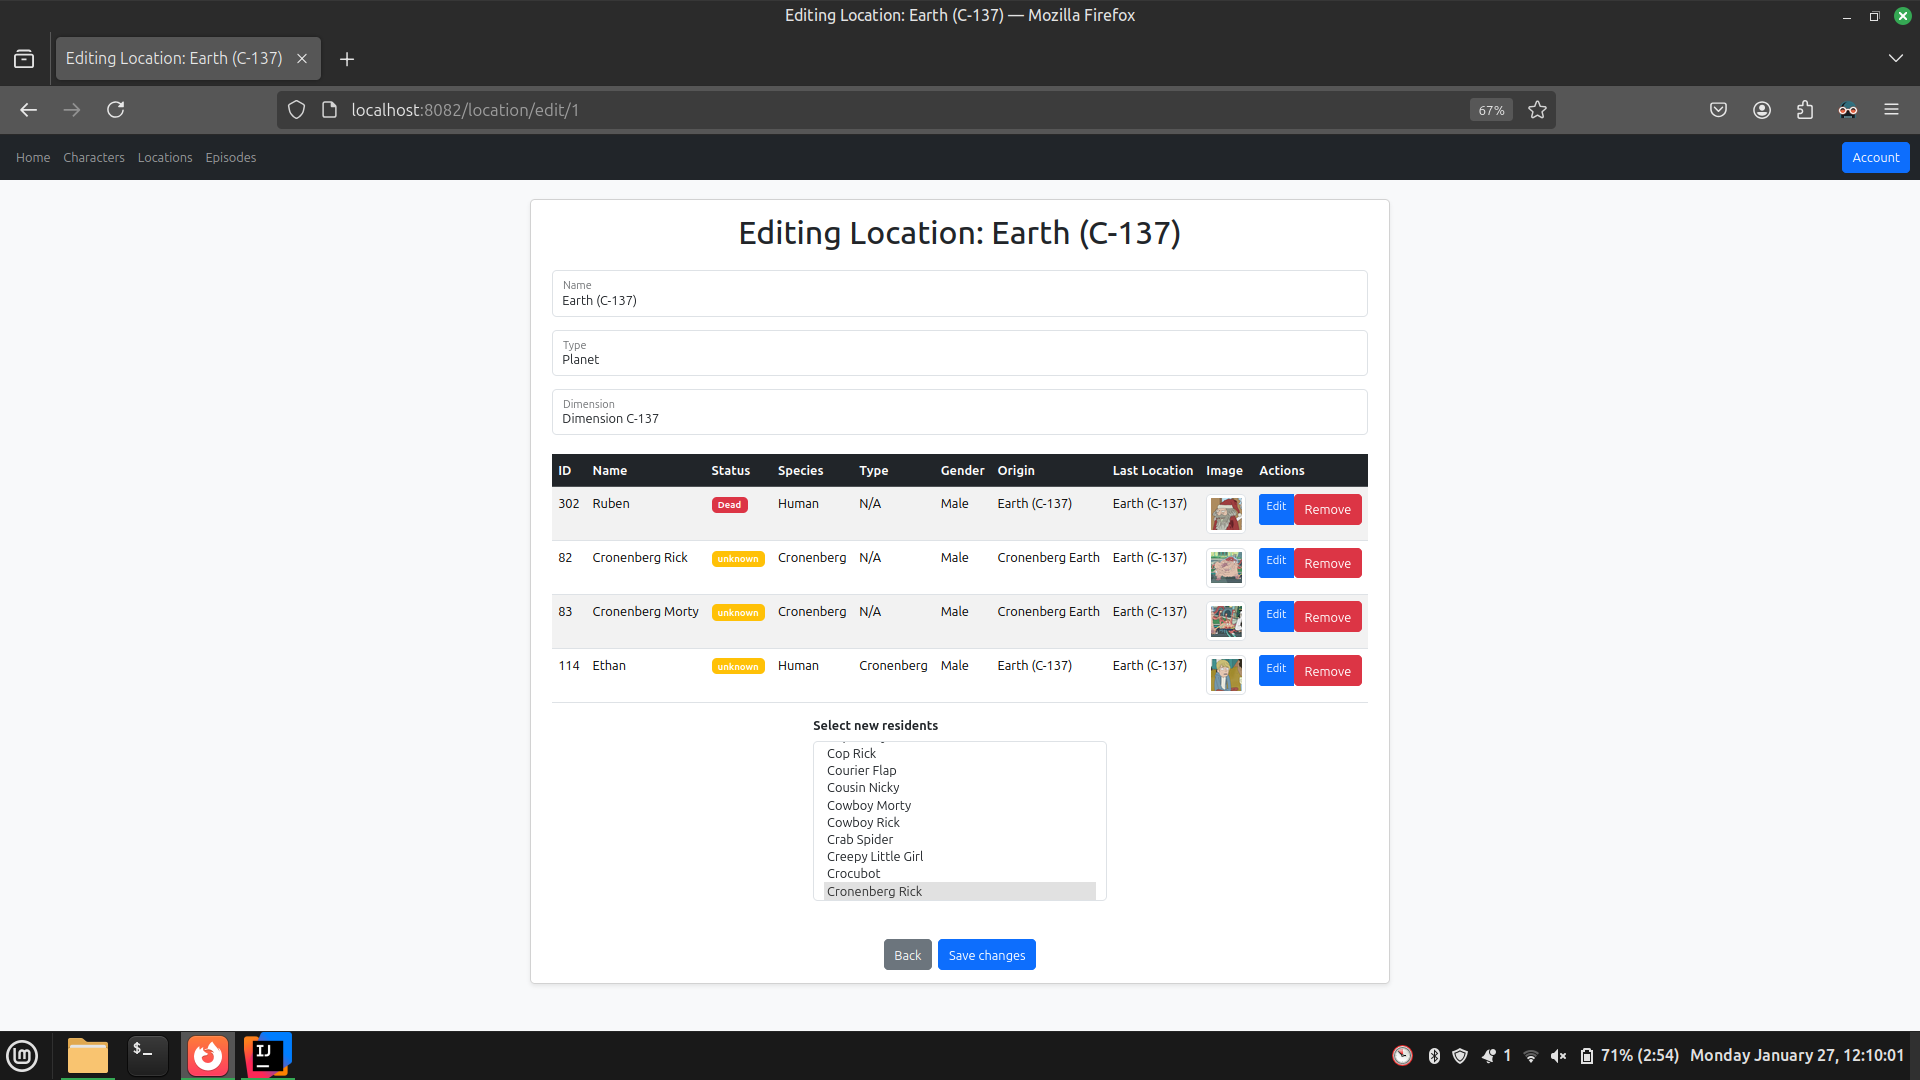 Editing Location: Earth (C-137) — Mozilla Firefox
Editing Location: Earth (C-137)
localhost:8082/location/edit/1
67%
Home Characters Locations Episodes
Account
Editing Location: Earth (C-137)
Name
Earth (C-137)
Type
Planet
Dimension
Dimension C-137
ID Name Status Species Type Gender Origin Last Location Image Actions
302 Ruben Dead Human N/A Male Earth (C-137) Earth (C-137) Edit Remove
82 Cronenberg Rick unknown Cronenberg N/A Male Cronenberg Earth Earth (C-137) Edit Remove
83 Cronenberg Morty unknown Cronenberg N/A Male Cronenberg Earth Earth (C-137) Edit Remove
114 Ethan unknown Human Cronenberg Male Earth (C-137) Earth (C-137) Edit Remove
Select new residents
Cop Rick
Courier Flap
Cousin Nicky
Cowboy Morty
Cowboy Rick
Crab Spider
Creepy Little Girl
Crocubot
Cronenberg Rick
Back Save changes
$_
IJ
1 71% (2:54) Monday January 27, 12:10:01